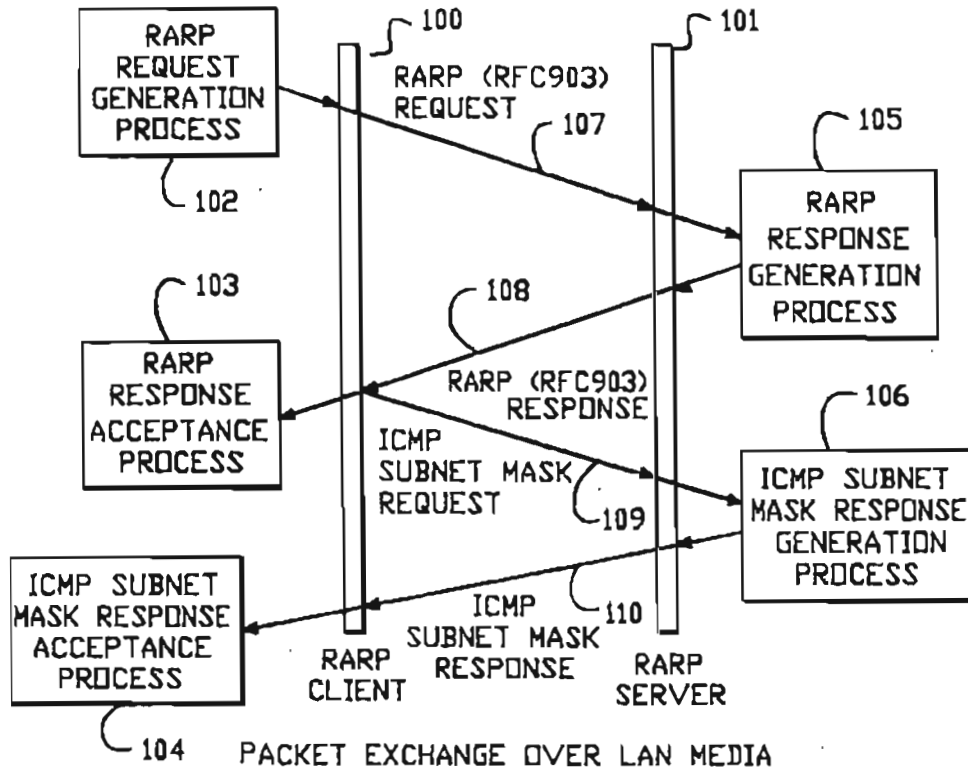 RARP
REQUEST
GENERATION
PROCESS
102
100
101
RARP (RFC903)
REQUEST
107
105
RARP
RESPONSE
GENERATION
PROCESS
103
RARP
RESPONSE
ACCEPTANCE
PROCESS
108
RARP (RFC903)
RESPONSE
ICMP
SUBNET MASK
REQUEST
109
106
ICMP SUBNET
MASK RESPONSE
GENERATION
PROCESS
ICMP SUBNET
MASK RESPONSE
ACCEPTANCE
PROCESS
104
ICMP
SUBNET MASK
RESPONSE
110
RARP
CLIENT
RARP
SERVER
PACKET EXCHANGE OVER LAN MEDIA